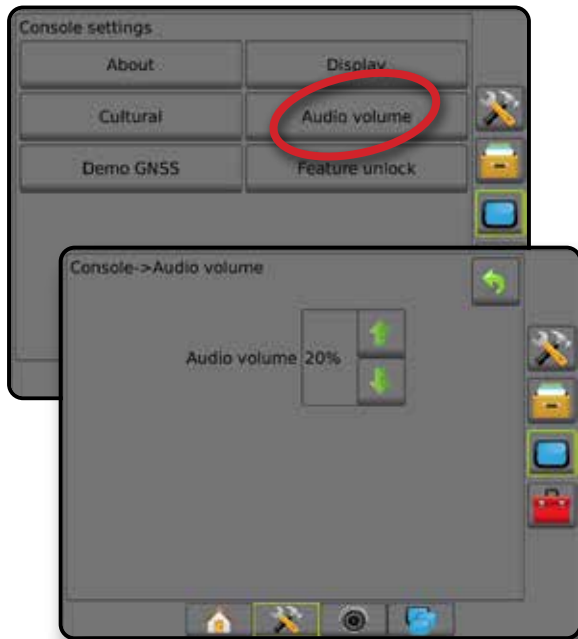 Console settings
About
Display
Cultural
Audio volume
Demo GNSS
Feature unlock
Console->Audio volume
Audio volume 20%